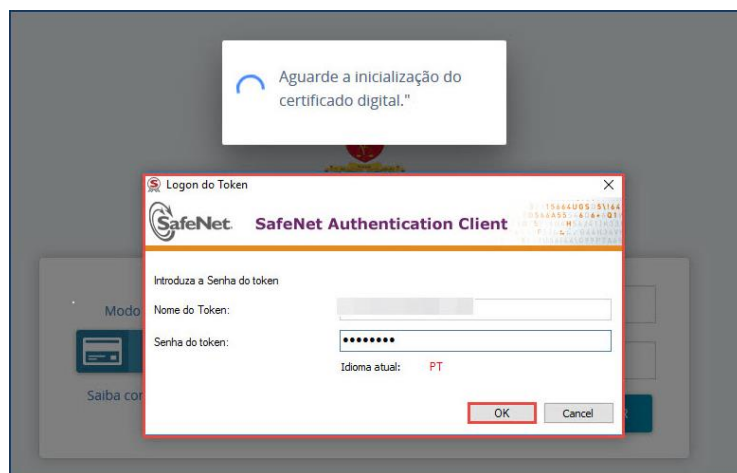 Aguarde a inicialização do
certificado digital."
Logon do Token
SafeNet. SafeNet Authentication Client
Introduza a Senha do token
Nome do Token:
Senha do token:
Idioma atual: PT
OK Cancel
Modo
Saiba con